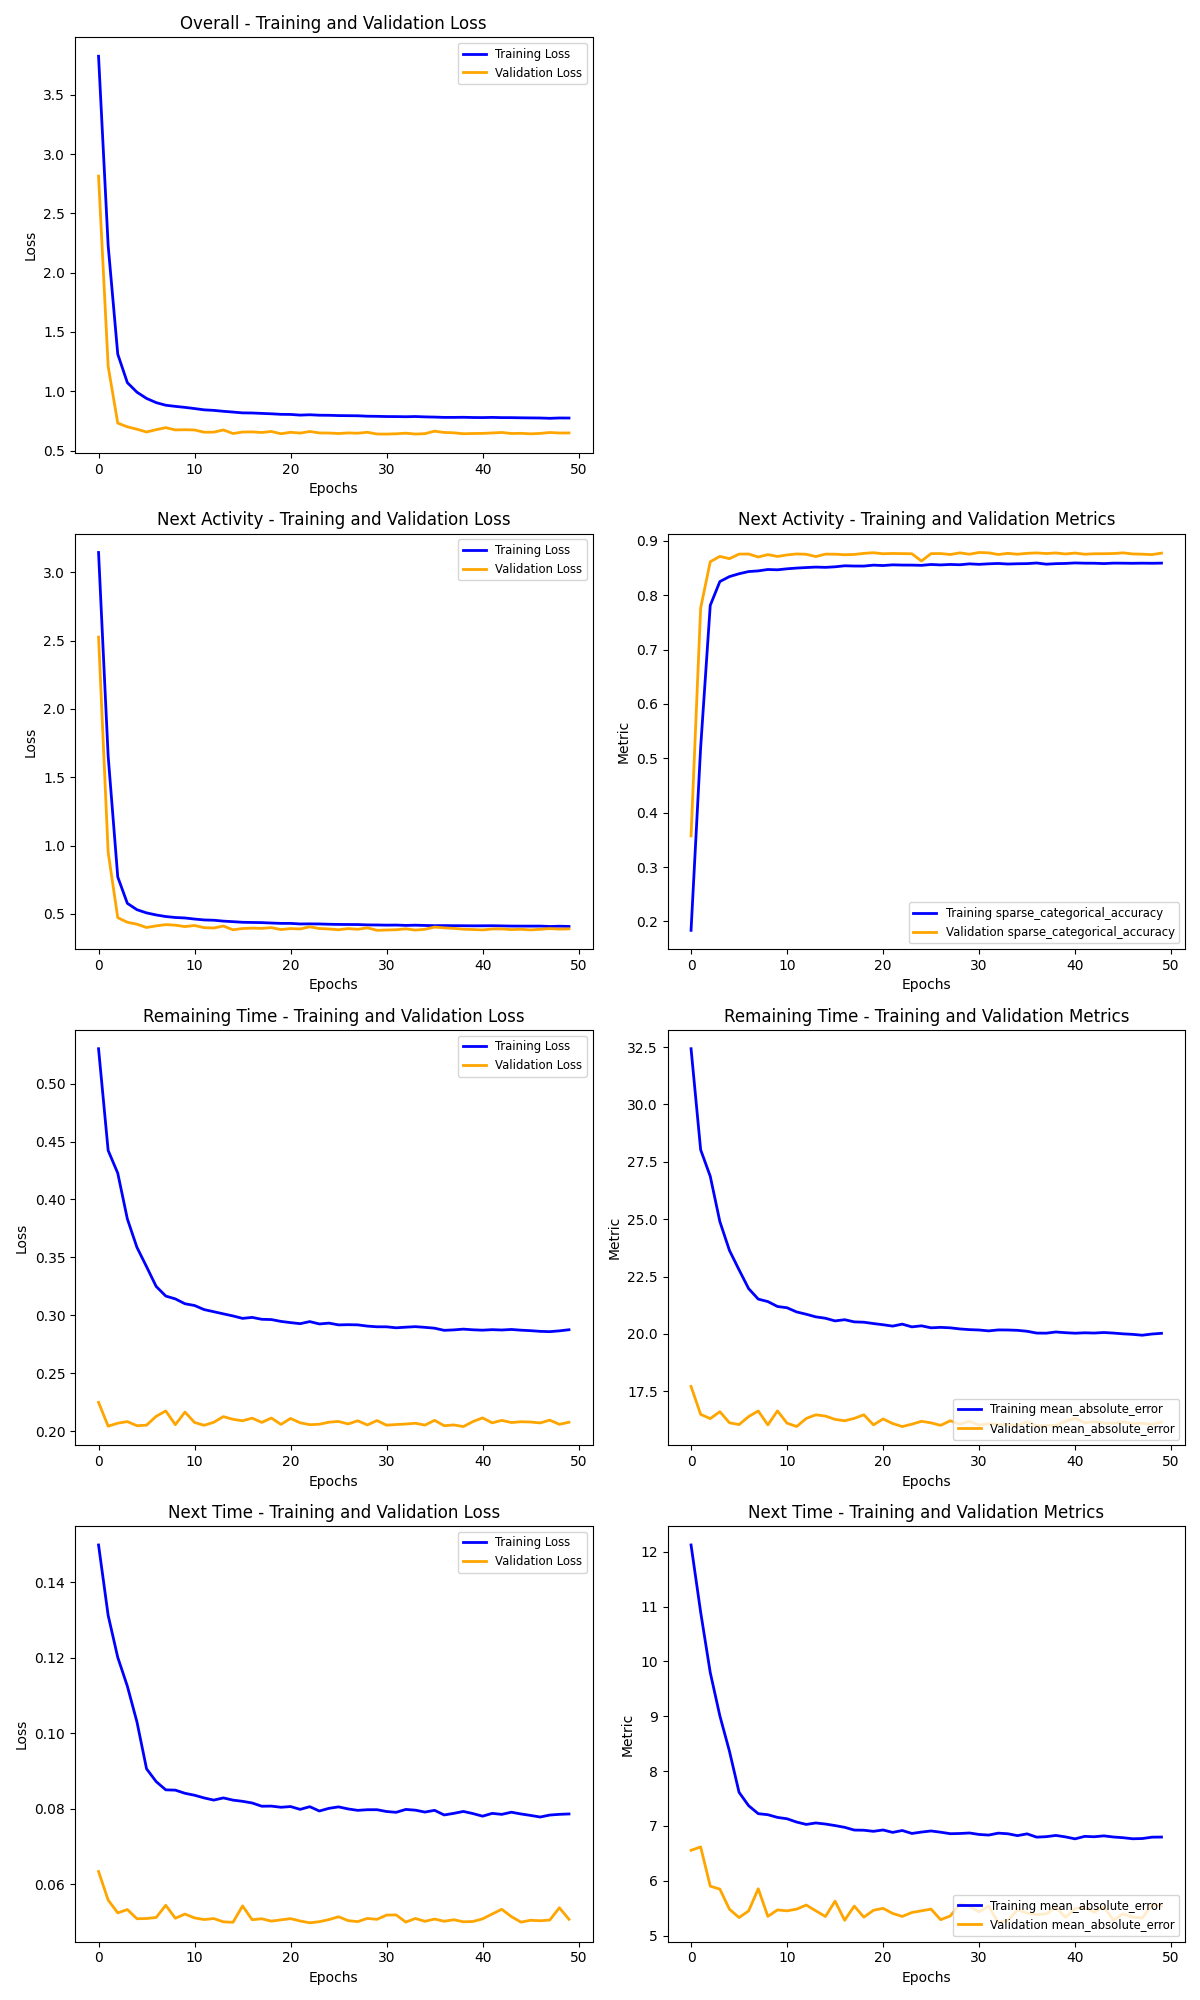 Overall - Training and Validation Loss
Training Loss
Validation Loss
3.5
3.0
2.5
2.0
1.5
1.0
0.5
Loss
0 10 20 30 40 50
Epochs
Next Activity - Training and Validation Loss
Training Loss
Validation Loss
3.0
2.5
2.0
1.5
1.0
0.5
Loss
0 10 20 30 40 50
Epochs
Next Activity - Training and Validation Metrics
0.9
0.8
0.7
0.6
0.5
0.4
0.3
0.2
Metric
Training sparse_categorical_accuracy
Validation sparse_categorical_accuracy
0 10 20 30 40 50
Epochs
Remaining Time - Training and Validation Loss
Training Loss
Validation Loss
0.50
0.45
0.40
0.35
0.30
0.25
0.20
Loss
0 10 20 30 40 50
Epochs
Remaining Time - Training and Validation Metrics
32.5
30.0
27.5
25.0
22.5
20.0
17.5
Metric
Training mean_absolute_error
Validation mean_absolute_error
0 10 20 30 40 50
Epochs
Next Time - Training and Validation Loss
Training Loss
Validation Loss
0.14
0.12
0.10
0.08
0.06
Loss
0 10 20 30 40 50
Epochs
Next Time - Training and Validation Metrics
12
11
10
9
8
7
6
5
Metric
Training mean_absolute_error
Validation mean_absolute_error
0 10 20 30 40 50
Epochs